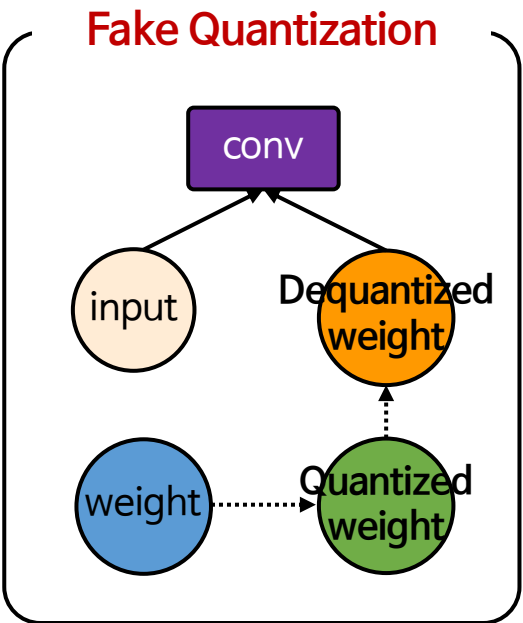 Fake Quantization
conv
input
Dequantized
weight
weight
Quantized
weight